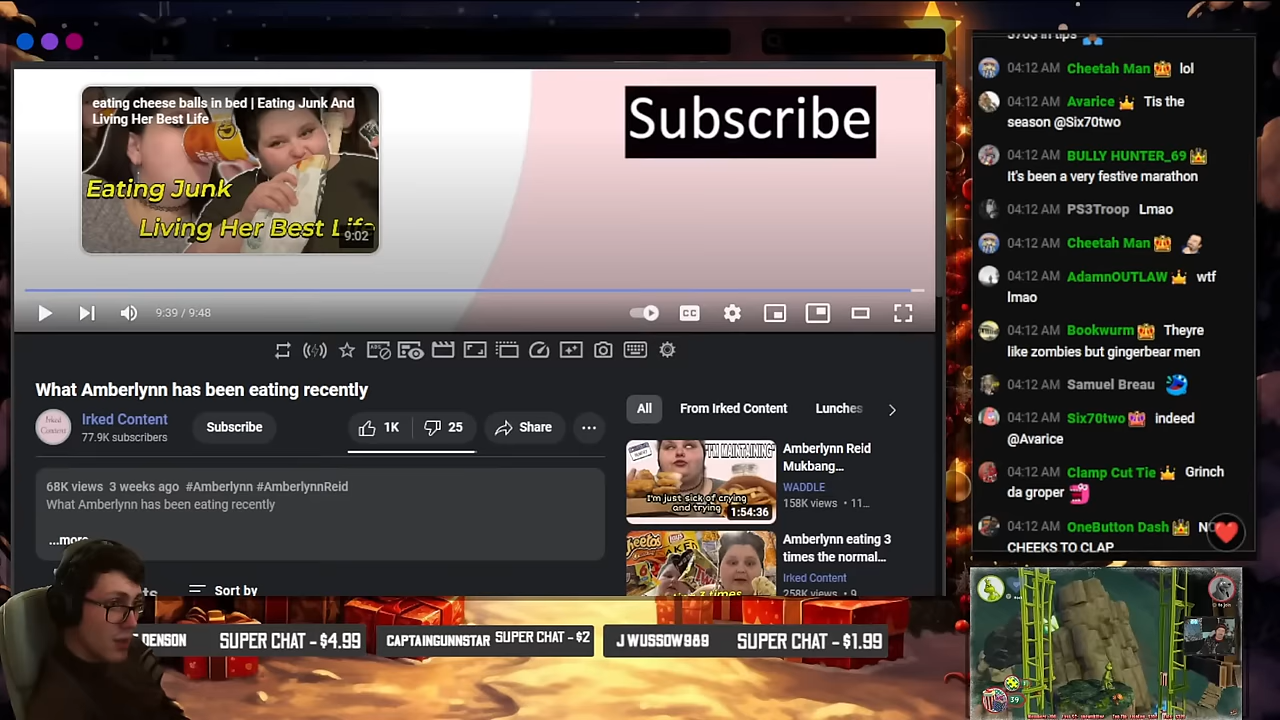 eating cheese balls in bed | Eating Junk And
Living Her Best Life
Eating Junk
Living Her Best Life
9:02
Subscribe
9:39 / 9:48
CC
What Amberlynn has been eating recently
Irked Content
77.9K subscribers
Subscribe
1K
25
Share
68K views 3 weeks ago #Amberlynn #AmberlynnReid
What Amberlynn has been eating recently
...more
Sort by
All
From Irked Content
Lunches
"I'M MAINTAINING"
I'm just sick of crying
and trying
1:54:36
Amberlynn Reid
Mukbang...
WADDLE
158K views • 11...
Amberlynn eating 3
times the normal...
Irked Content
258K views • 9
DENSON SUPER CHAT - $4.99
CAPTAINGUNNSTAR SUPER CHAT - $2
J WUSSOW989 SUPER CHAT - $1.99
370$ in tips
04:12 AM Cheetah Man lol
04:12 AM Avarice Tis the
season @Six70two
04:12 AM BULLY HUNTER_69
It's been a very festive marathon
04:12 AM PS3Troop Lmao
04:12 AM Cheetah Man
04:12 AM AdamnOUTLAW wtf
lmao
04:12 AM Bookwurm Theyre
like zombies but gingerbear men
04:12 AM Samuel Breau
04:12 AM Six70two indeed
@Avarice
04:12 AM Clamp Cut Tie Grinch
da groper
04:12 AM OneButton Dash NO
CHEEKS TO CLAP
39